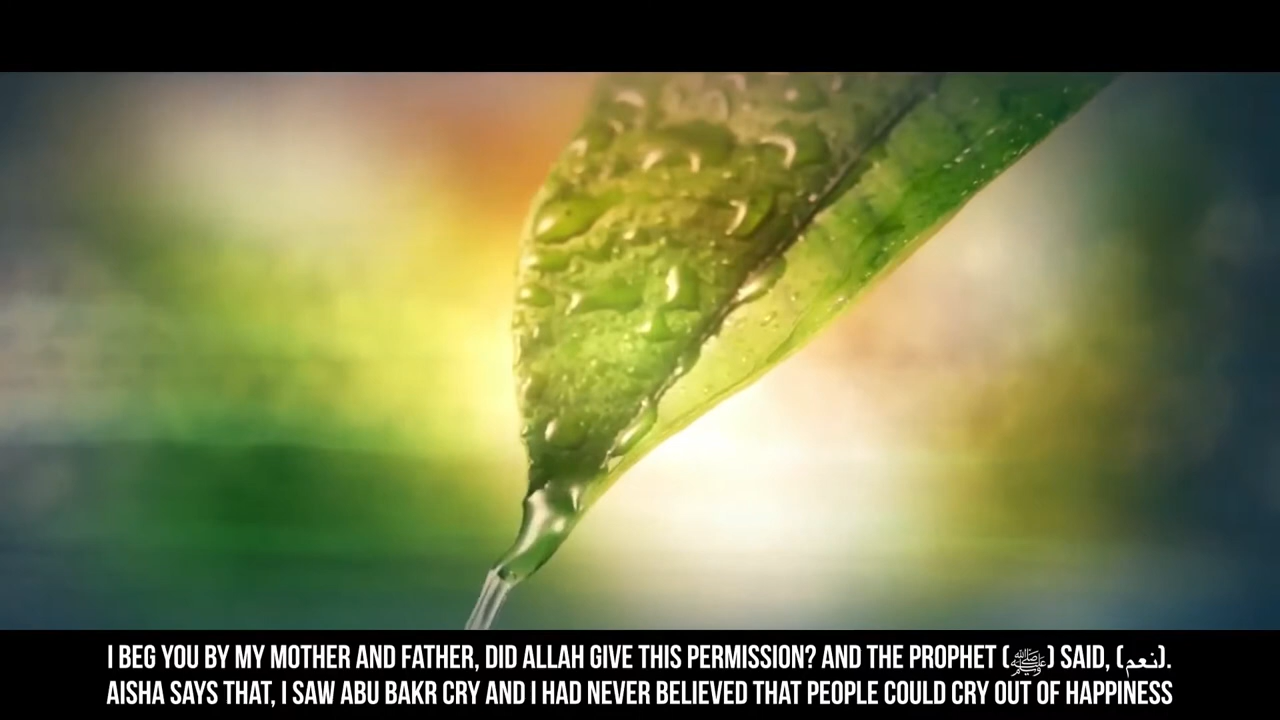 I BEG YOU BY MY MOTHER AND FATHER, DID ALLAH GIVE THIS PERMISSION? AND THE PROPHET (ﷺ) SAID, (نعم).
AISHA SAYS THAT, I SAW ABU BAKR CRY AND I HAD NEVER BELIEVED THAT PEOPLE COULD CRY OUT OF HAPPINESS